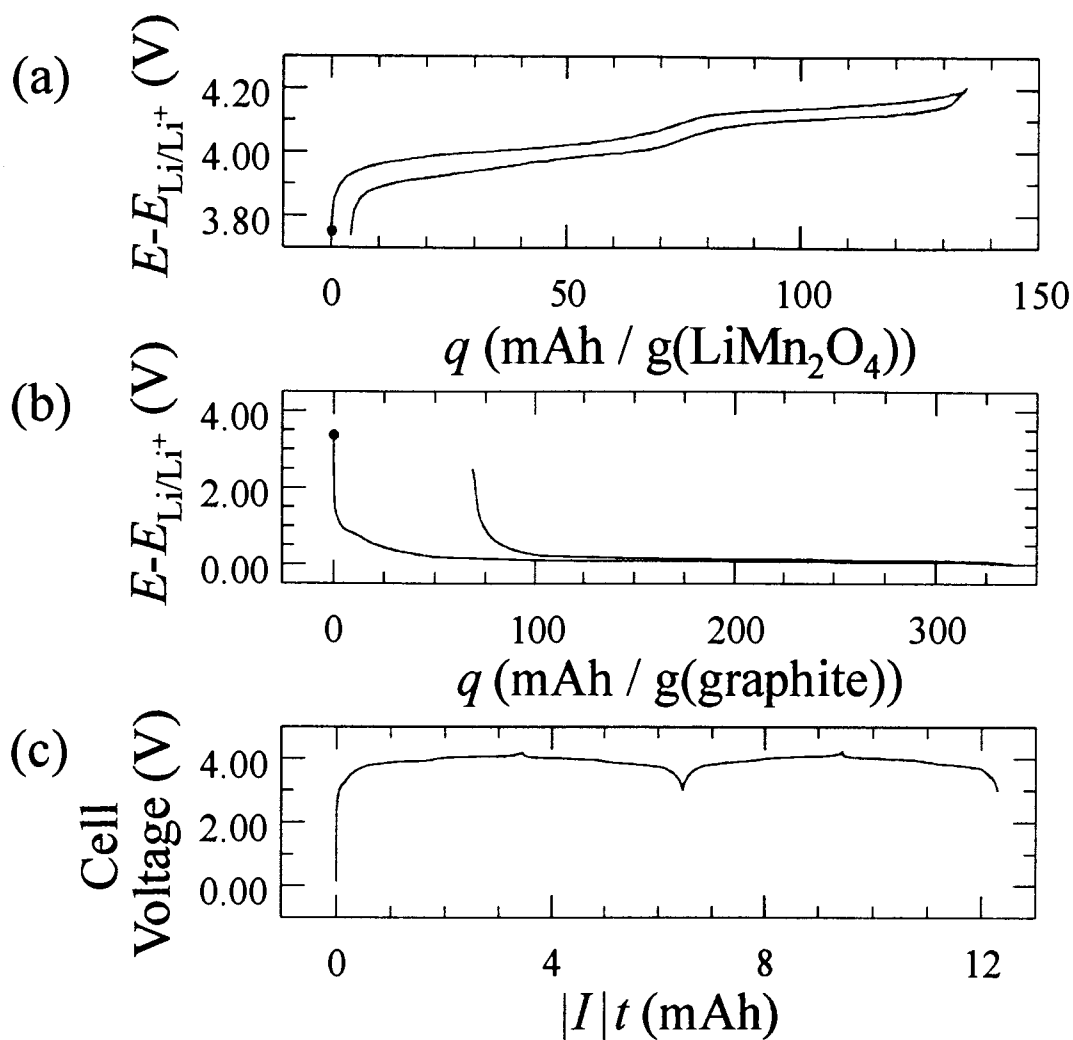 (a)
E-E_Li/Li⁺ (V)
4.20
4.00
3.80
0 50 100 150
q (mAh / g(LiMn₂O₄))
(b)
E-E_Li/Li⁺ (V)
4.00
2.00
0.00
0 100 200 300
q (mAh / g(graphite))
(c)
Cell
Voltage (V)
4.00
2.00
0.00
0 4 8 12
|I| t (mAh)